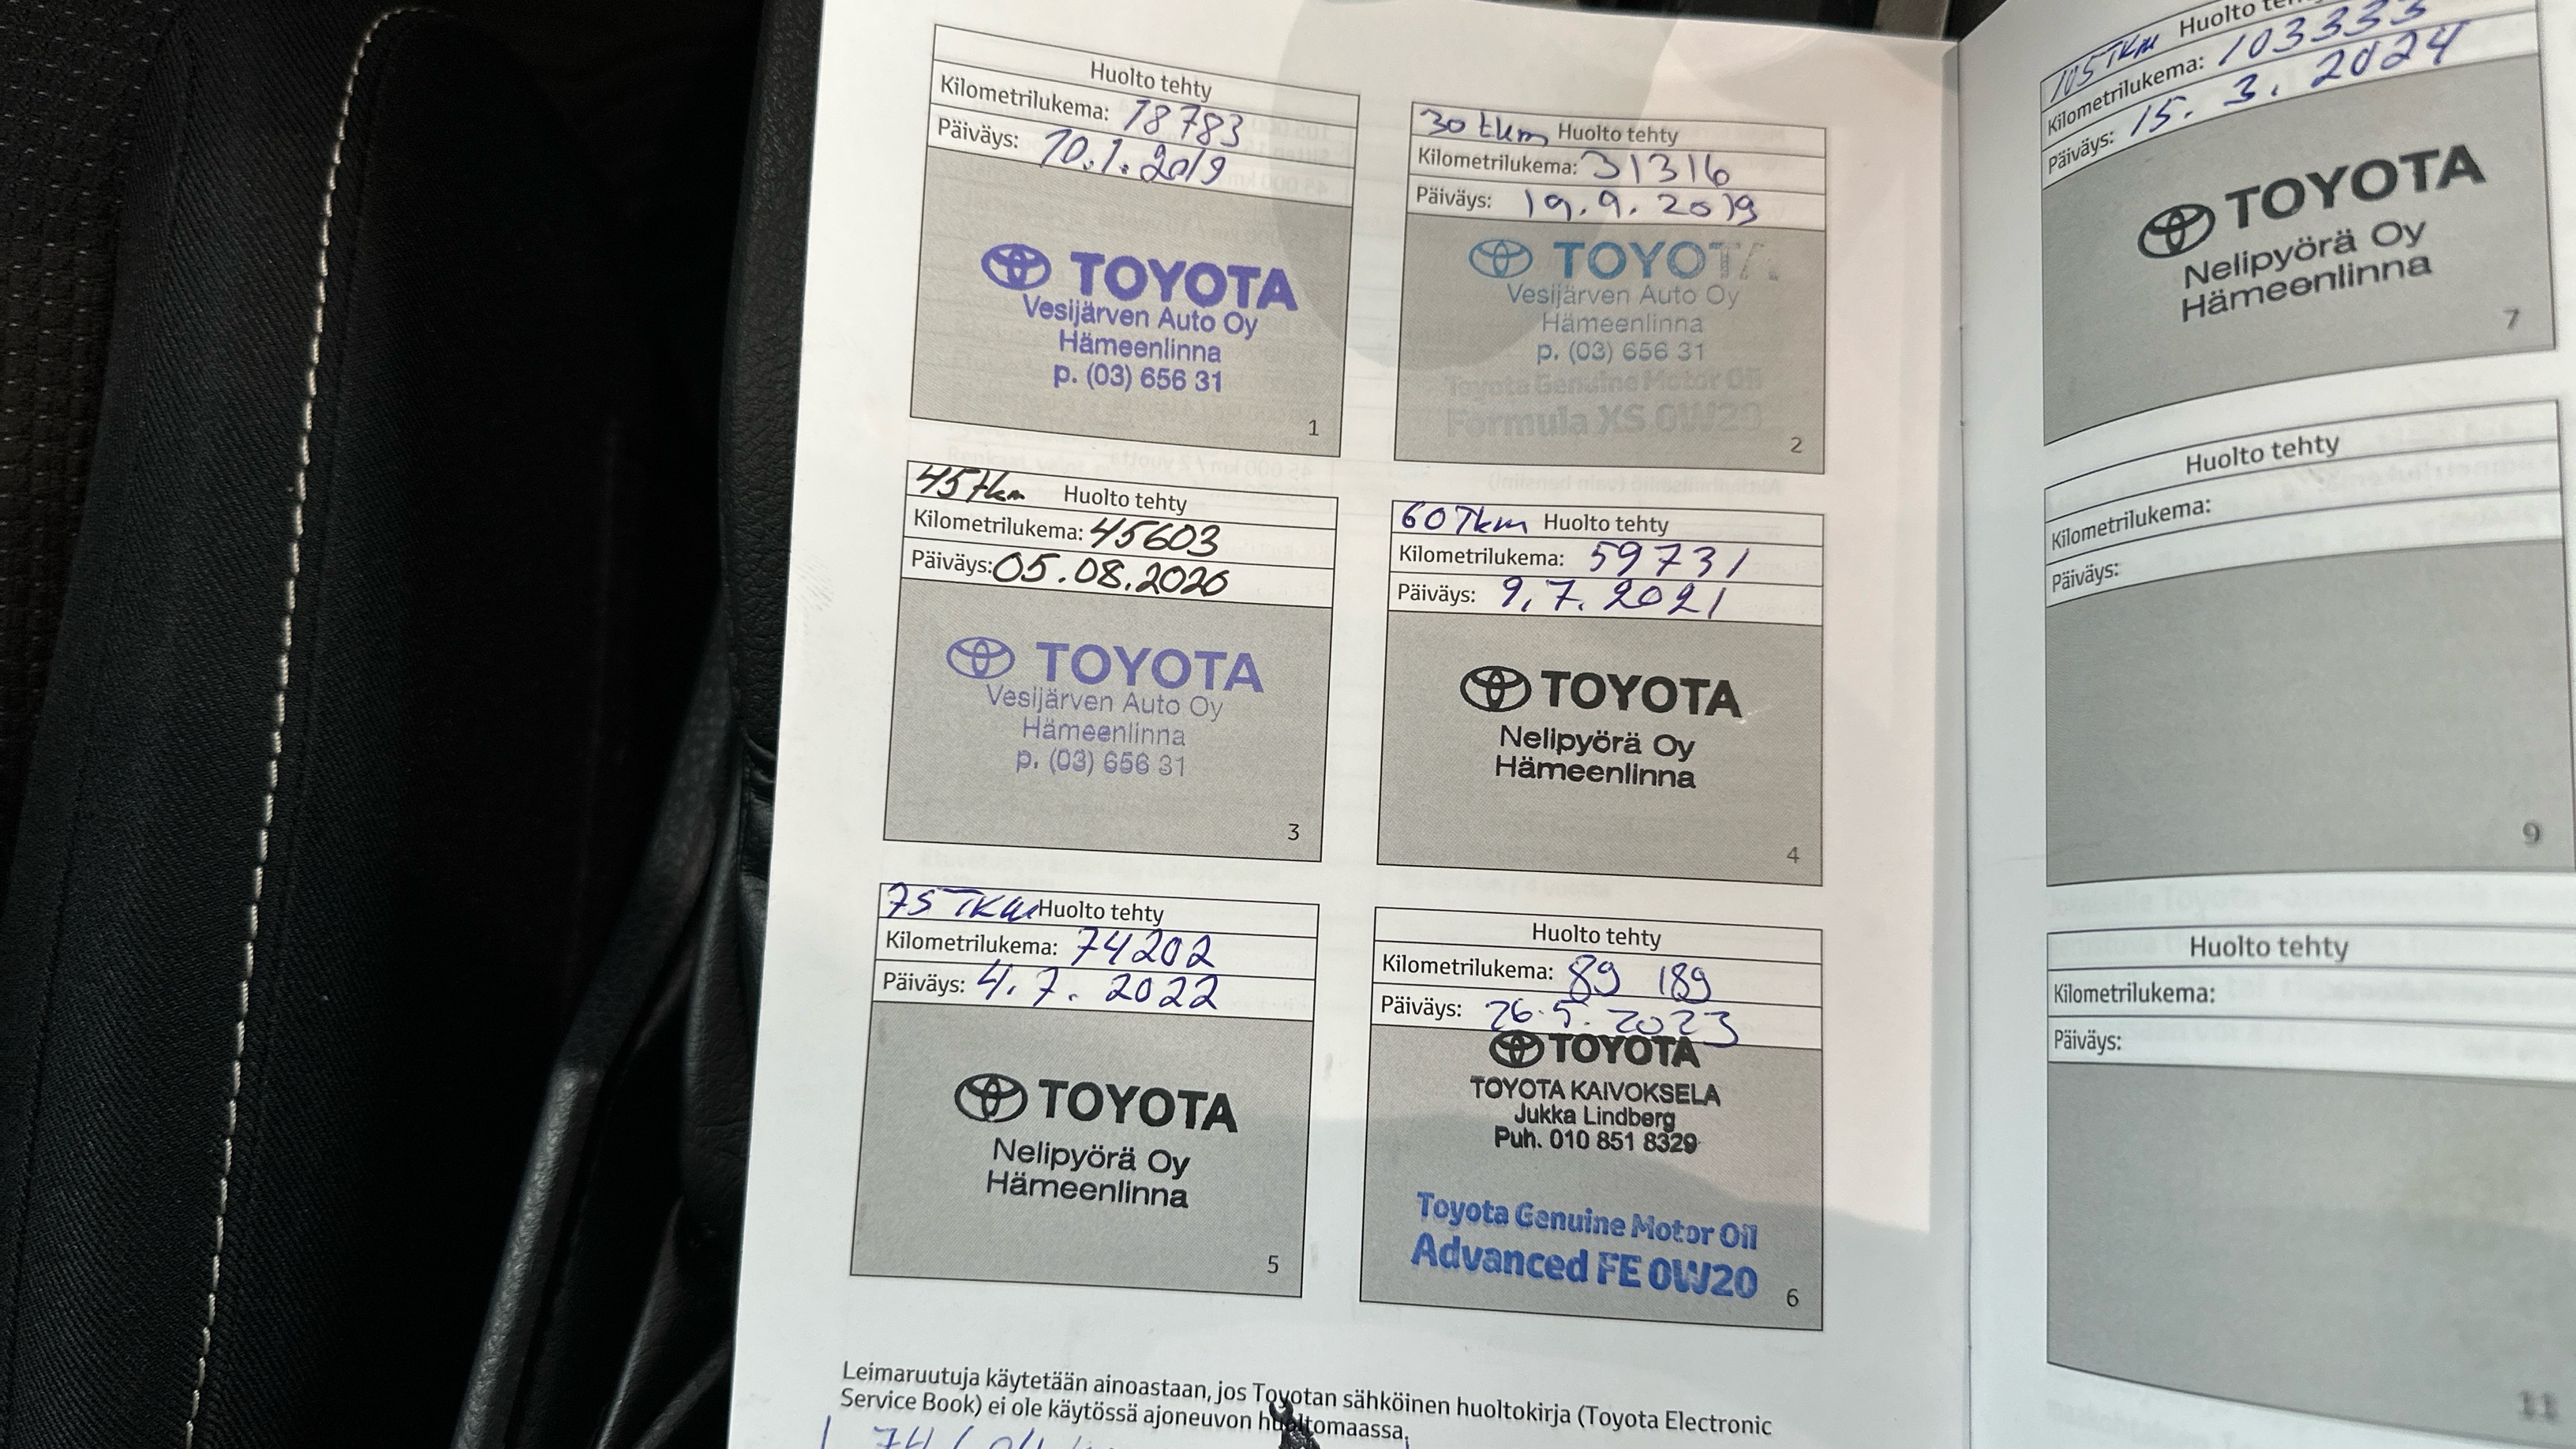 Huolto tehty
Kilometrilukema: 18783
Päiväys: 10.1.2019
TOYOTA
Vesijärven Auto Oy
Hämeenlinna
p. (03) 656 31
1
30 tkm Huolto tehty
Kilometrilukema: 31316
Päiväys: 19.9.2019
TOYOTA
Vesijärven Auto Oy
Hämeenlinna
p. (03) 656 31
Toyota Genuine Motor Oil
Formula XS 0W20
2
45 tkm Huolto tehty
Kilometrilukema: 45603
Päiväys: 05.08.2020
TOYOTA
Vesijärven Auto Oy
Hämeenlinna
p. (03) 656 31
3
60 Tkm Huolto tehty
Kilometrilukema: 59731
Päiväys: 9.7.2021
TOYOTA
Nelipyörä Oy
Hämeenlinna
4
75 TKM Huolto tehty
Kilometrilukema: 74202
Päiväys: 4.7.2022
TOYOTA
Nelipyörä Oy
Hämeenlinna
5
Huolto tehty
Kilometrilukema: 89 189
Päiväys: 26.5.2023
TOYOTA
TOYOTA KAIVOKSELA
Jukka Lindberg
Puh. 010 851 8329
Toyota Genuine Motor Oil
Advanced FE 0W20
6
Leimaruutuja käytetään ainoastaan, jos Toyotan sähköinen huoltokirja (Toyota Electronic
Service Book) ei ole käytössä ajoneuvon huoltomaassa.
105 TKM Huolto
Kilometrilukema: 103333
Päiväys: 15.3.2024
TOYOTA
Nelipyörä Oy
Hämeenlinna
7
Huolto tehty
Kilometrilukema:
Päiväys:
9
Huolto tehty
Kilometrilukema:
Päiväys:
11